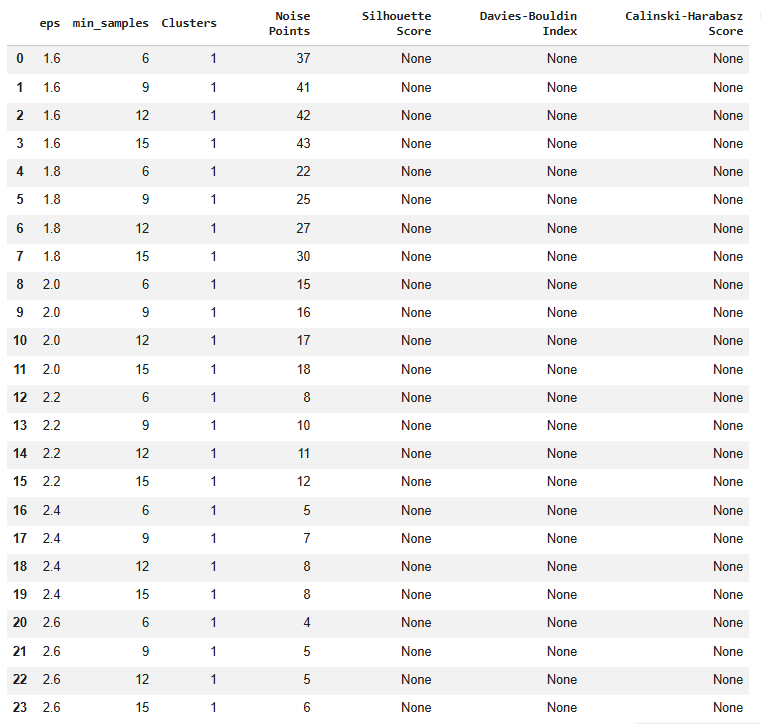 eps min_samples Clusters Noise Points Silhouette Score Davies-Bouldin Index Calinski-Harabasz Score
0 1.6 6 1 37 None None None
1 1.6 9 1 41 None None None
2 1.6 12 1 42 None None None
3 1.6 15 1 43 None None None
4 1.8 6 1 22 None None None
5 1.8 9 1 25 None None None
6 1.8 12 1 27 None None None
7 1.8 15 1 30 None None None
8 2.0 6 1 15 None None None
9 2.0 9 1 16 None None None
10 2.0 12 1 17 None None None
11 2.0 15 1 18 None None None
12 2.2 6 1 8 None None None
13 2.2 9 1 10 None None None
14 2.2 12 1 11 None None None
15 2.2 15 1 12 None None None
16 2.4 6 1 5 None None None
17 2.4 9 1 7 None None None
18 2.4 12 1 8 None None None
19 2.4 15 1 8 None None None
20 2.6 6 1 4 None None None
21 2.6 9 1 5 None None None
22 2.6 12 1 5 None None None
23 2.6 15 1 6 None None None